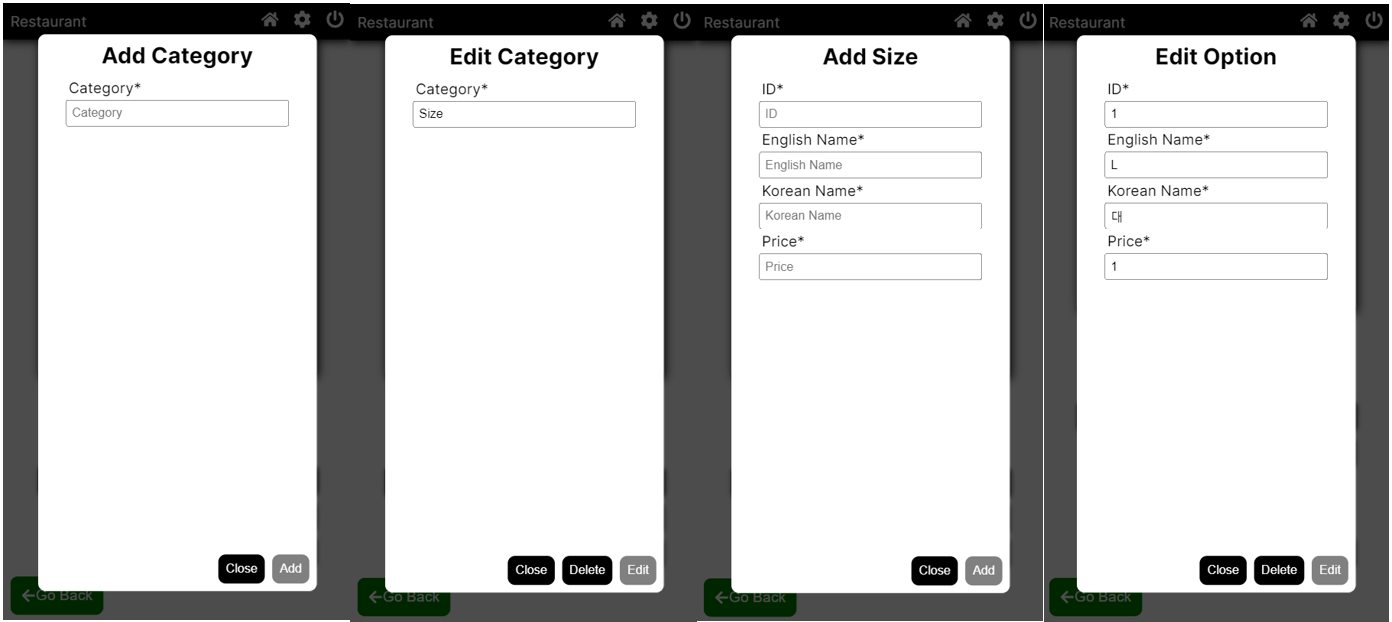 Restaurant
Add Category
Category*
Category
Close
Add
Go Back
Restaurant
Edit Category
Category*
Size
Close
Delete
Edit
Go Back
Restaurant
Add Size
ID*
ID
English Name*
English Name
Korean Name*
Korean Name
Price*
Price
Close
Add
Go Back
Restaurant
Edit Option
ID*
1
English Name*
L
Korean Name*
대
Price*
1
Close
Delete
Edit
Go Back